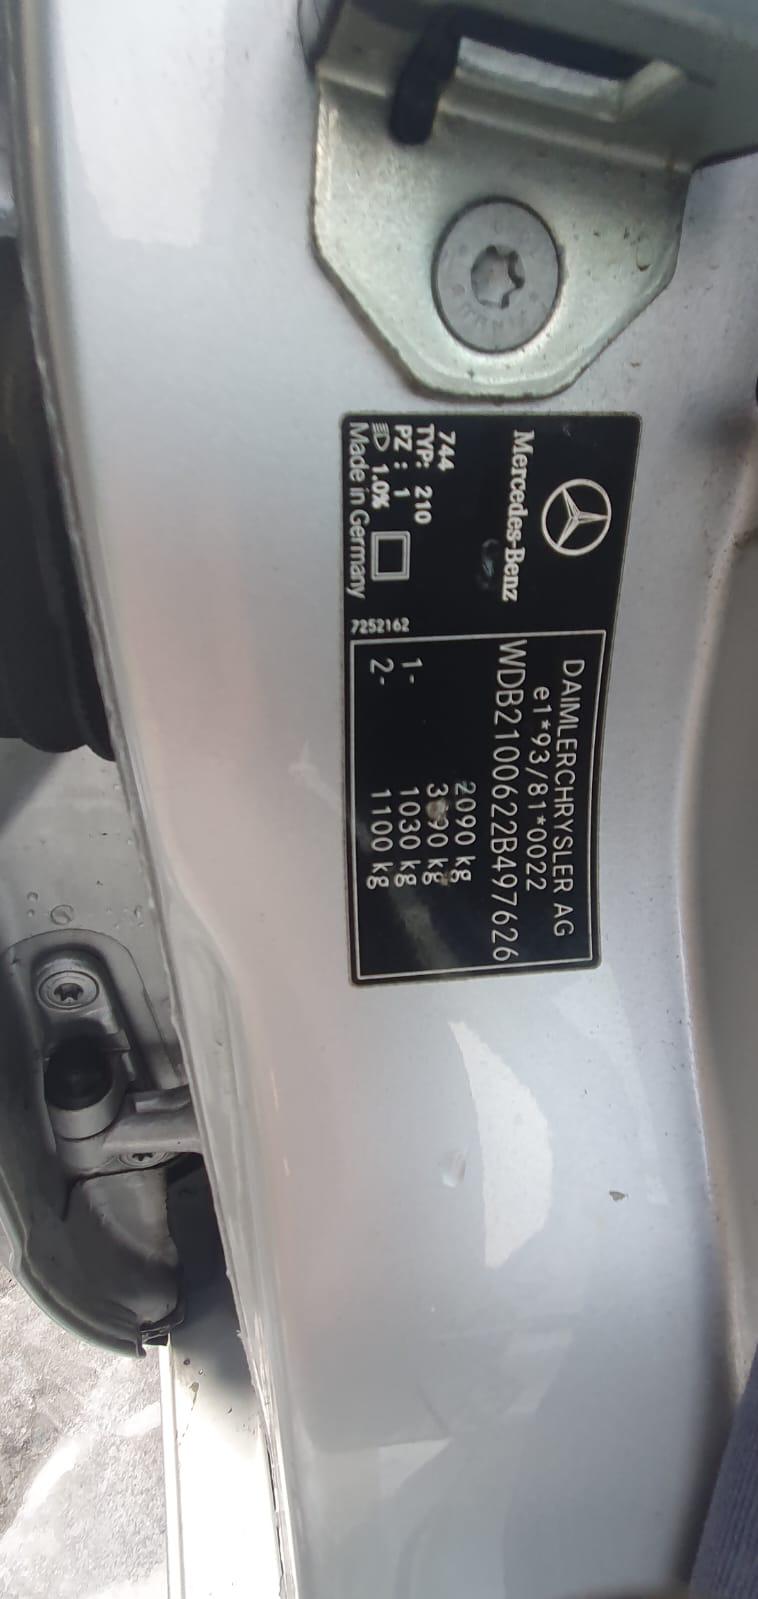 Mercedes-Benz
744
TYP: 210
PZ : 1
1.0%
Made in Germany
7252162
DAIMLERCHRYSLER AG
e1*93/81*0022
WDB2100622B497626
2090 kg
kg
1- 1030 kg
2- 1100 kg